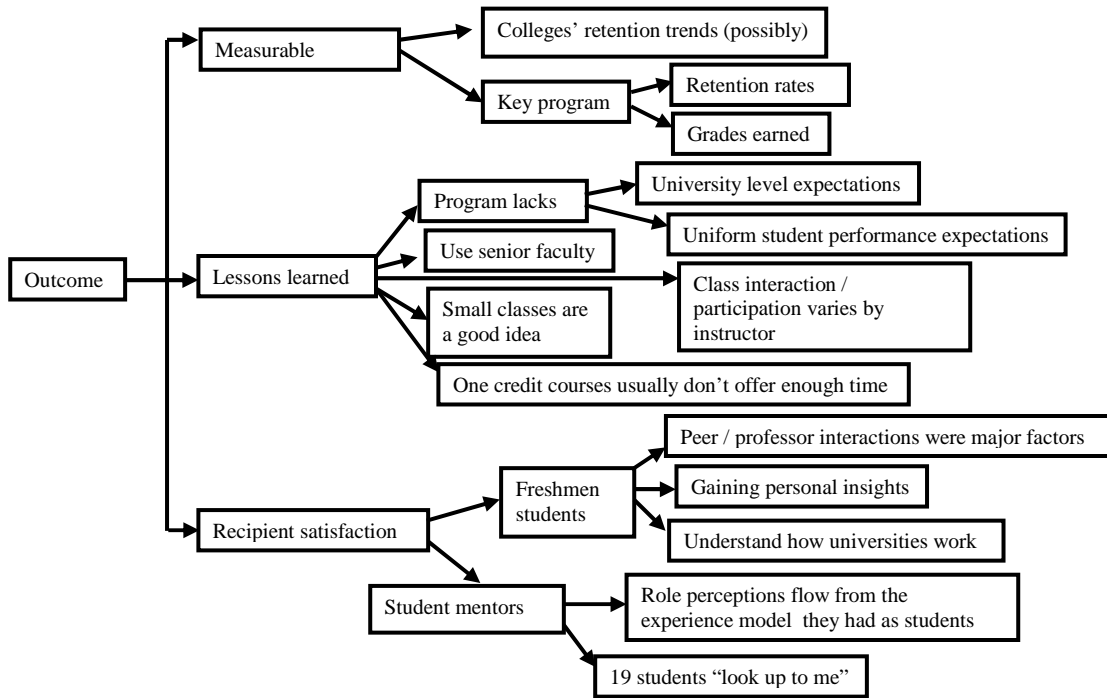 Colleges’ retention trends (possibly)
Measurable
Key program
Retention rates
Grades earned
Program lacks
University level expectations
Uniform student performance expectations
Use senior faculty
Outcome
Lessons learned
Class interaction /
participation varies by
instructor
Small classes are
a good idea
One credit courses usually don’t offer enough time
Peer / professor interactions were major factors
Freshmen
students
Gaining personal insights
Recipient satisfaction
Understand how universities work
Student mentors
Role perceptions flow from the
experience model they had as students
19 students “look up to me”